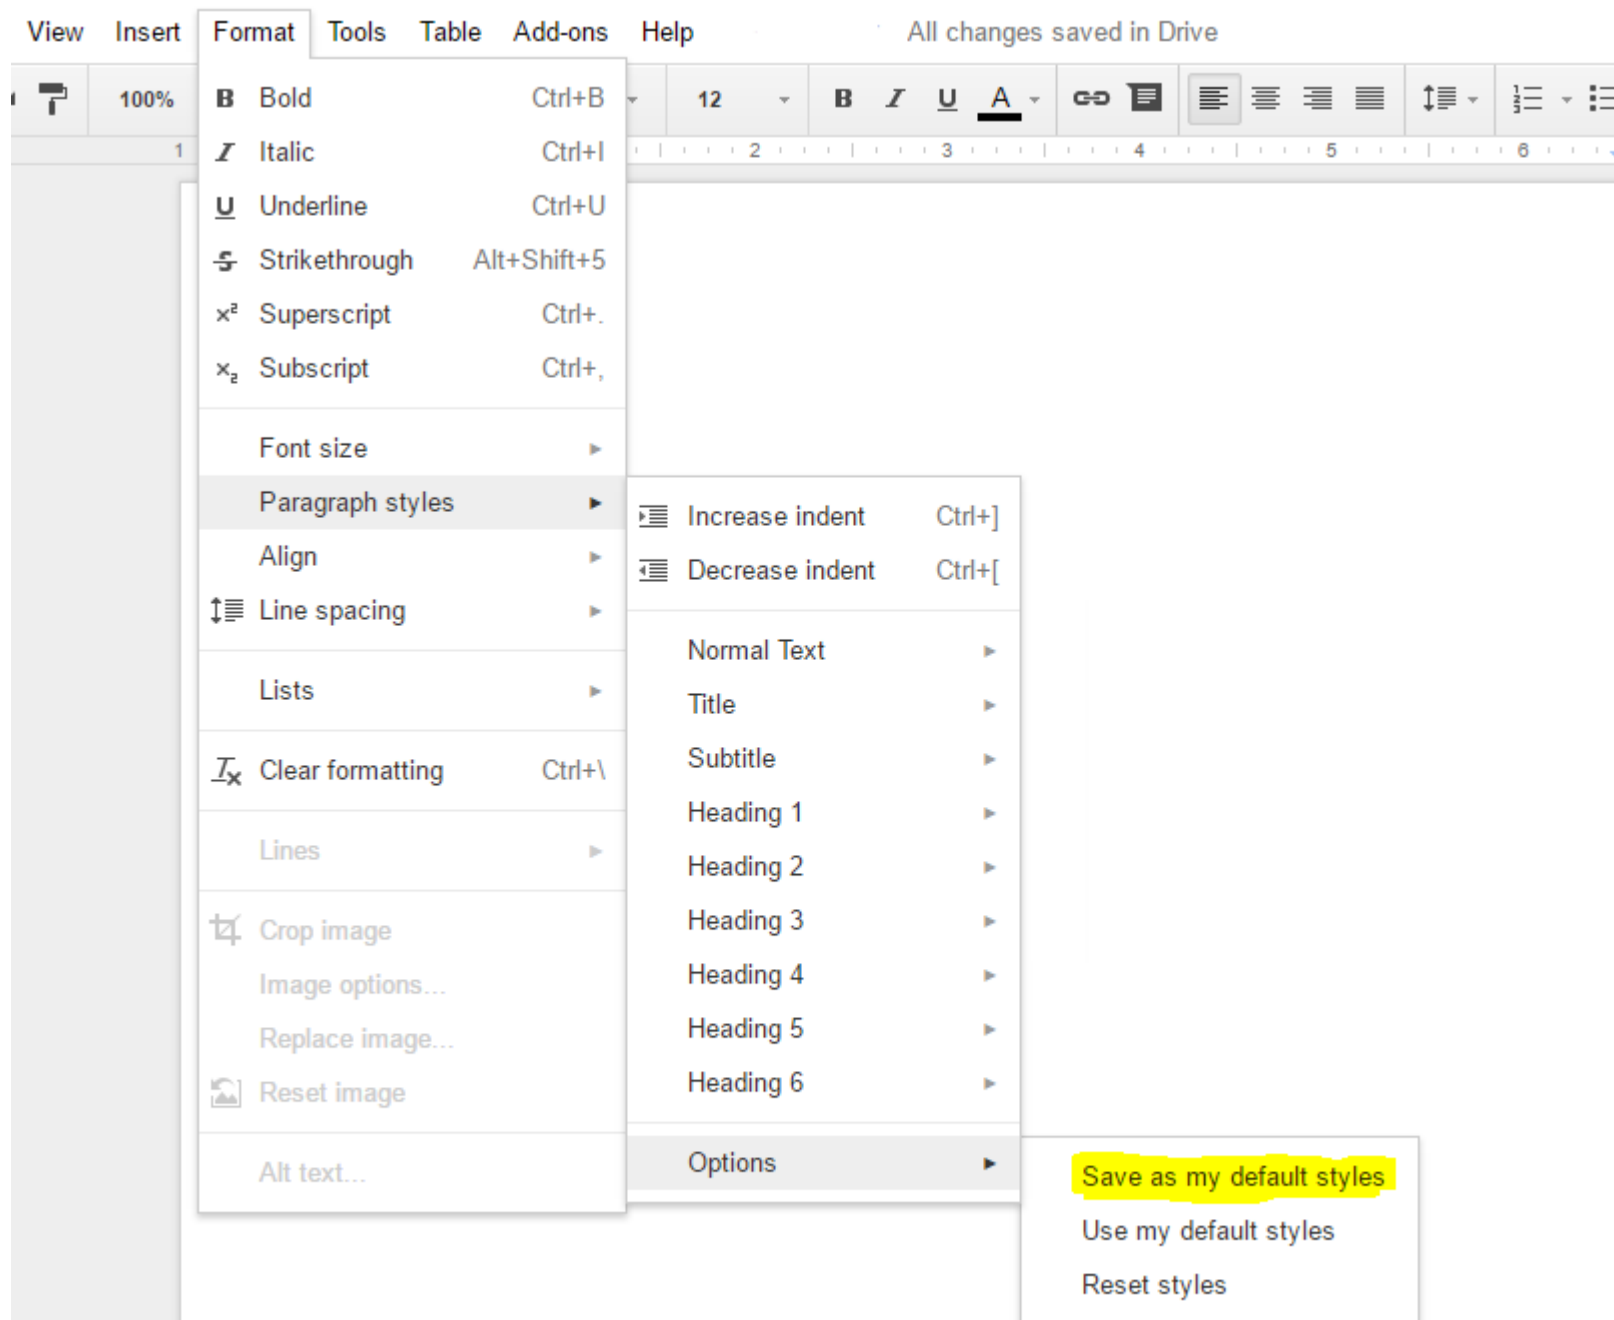 View Insert Format Tools Table Add-ons Help All changes saved in Drive
100% 12 B I U A
1 2 3 4 5 6
B Bold Ctrl+B
I Italic Ctrl+I
U Underline Ctrl+U
S Strikethrough Alt+Shift+5
x² Superscript Ctrl+.
x₂ Subscript Ctrl+,
Font size
Paragraph styles
Align
Line spacing
Lists
Clear formatting Ctrl+\
Lines
Crop image
Image options...
Replace image...
Reset image
Alt text...
Increase indent Ctrl+]
Decrease indent Ctrl+[
Normal Text
Title
Subtitle
Heading 1
Heading 2
Heading 3
Heading 4
Heading 5
Heading 6
Options
Save as my default styles
Use my default styles
Reset styles